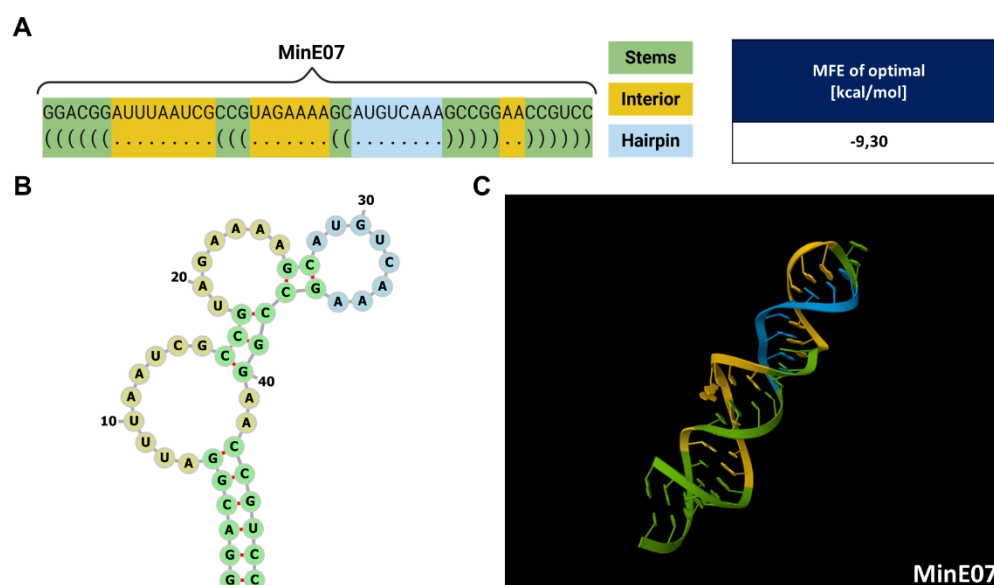 A
MinE07
GGACGGAUUUAAUCGCCGUAGAAAAGCAUGUCAAAGCCGGAACCGUCC
((((((.........(((.......((........)))))..))))))
Stems
Interior
Hairpin
MFE of optimal
[kcal/mol]
-9,30
B
G G A C G G A U U U A A U C G C C G U A G A A A A G C A U G U C A A A G C C G G A A C C G U C C
10
20
30
40
C
MinE07